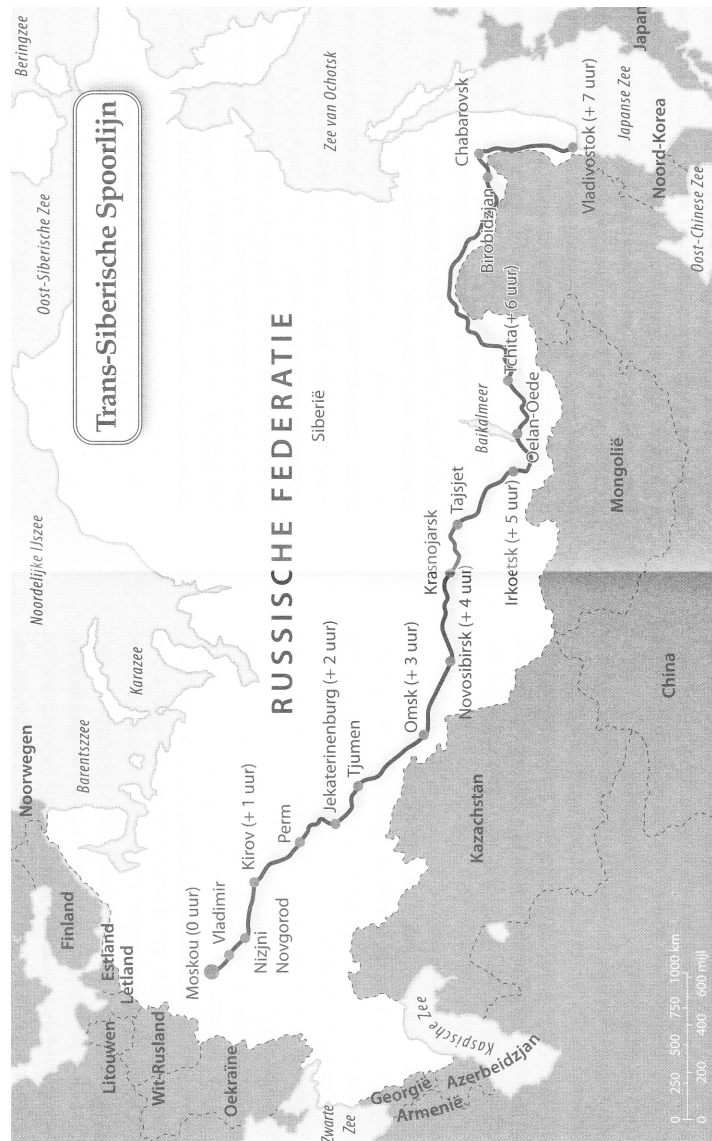 Trans-Siberische Spoorlijn
Beringzee
Oost-Siberische Zee
Noordelijke IJszee
Zee van Ochotsk
Karazee
Barentszzee
Noorwegen
Finland
Estland
Letland
Litouwen
Wit-Rusland
Oekraïne
RUSSISCHE FEDERATIE
Siberië
Moskou (0 uur)
Vladimir
Nizjni
Novgorod
Kirov (+ 1 uur)
Perm
Jekaterinenburg (+ 2 uur)
Tjumen
Omsk (+ 3 uur)
Novosibirsk (+ 4 uur)
Krasnojarsk
Tajsjet
Irkoetsk (+ 5 uur)
Baikalmeer
Oelan-Oede
Tchita(+ 6 uur)
Birobidzjan
Chabarovsk
Vladivostok (+ 7 uur)
Japanse Zee
Japan
Noord-Korea
Oost-Chinese Zee
Zwarte
Zee
Georgië
Armenië
Azerbeidzjan
Kaspische
Zee
Kazachstan
Mongolië
China
0 250 500 750 1000 km
0 200 400 600 mijl